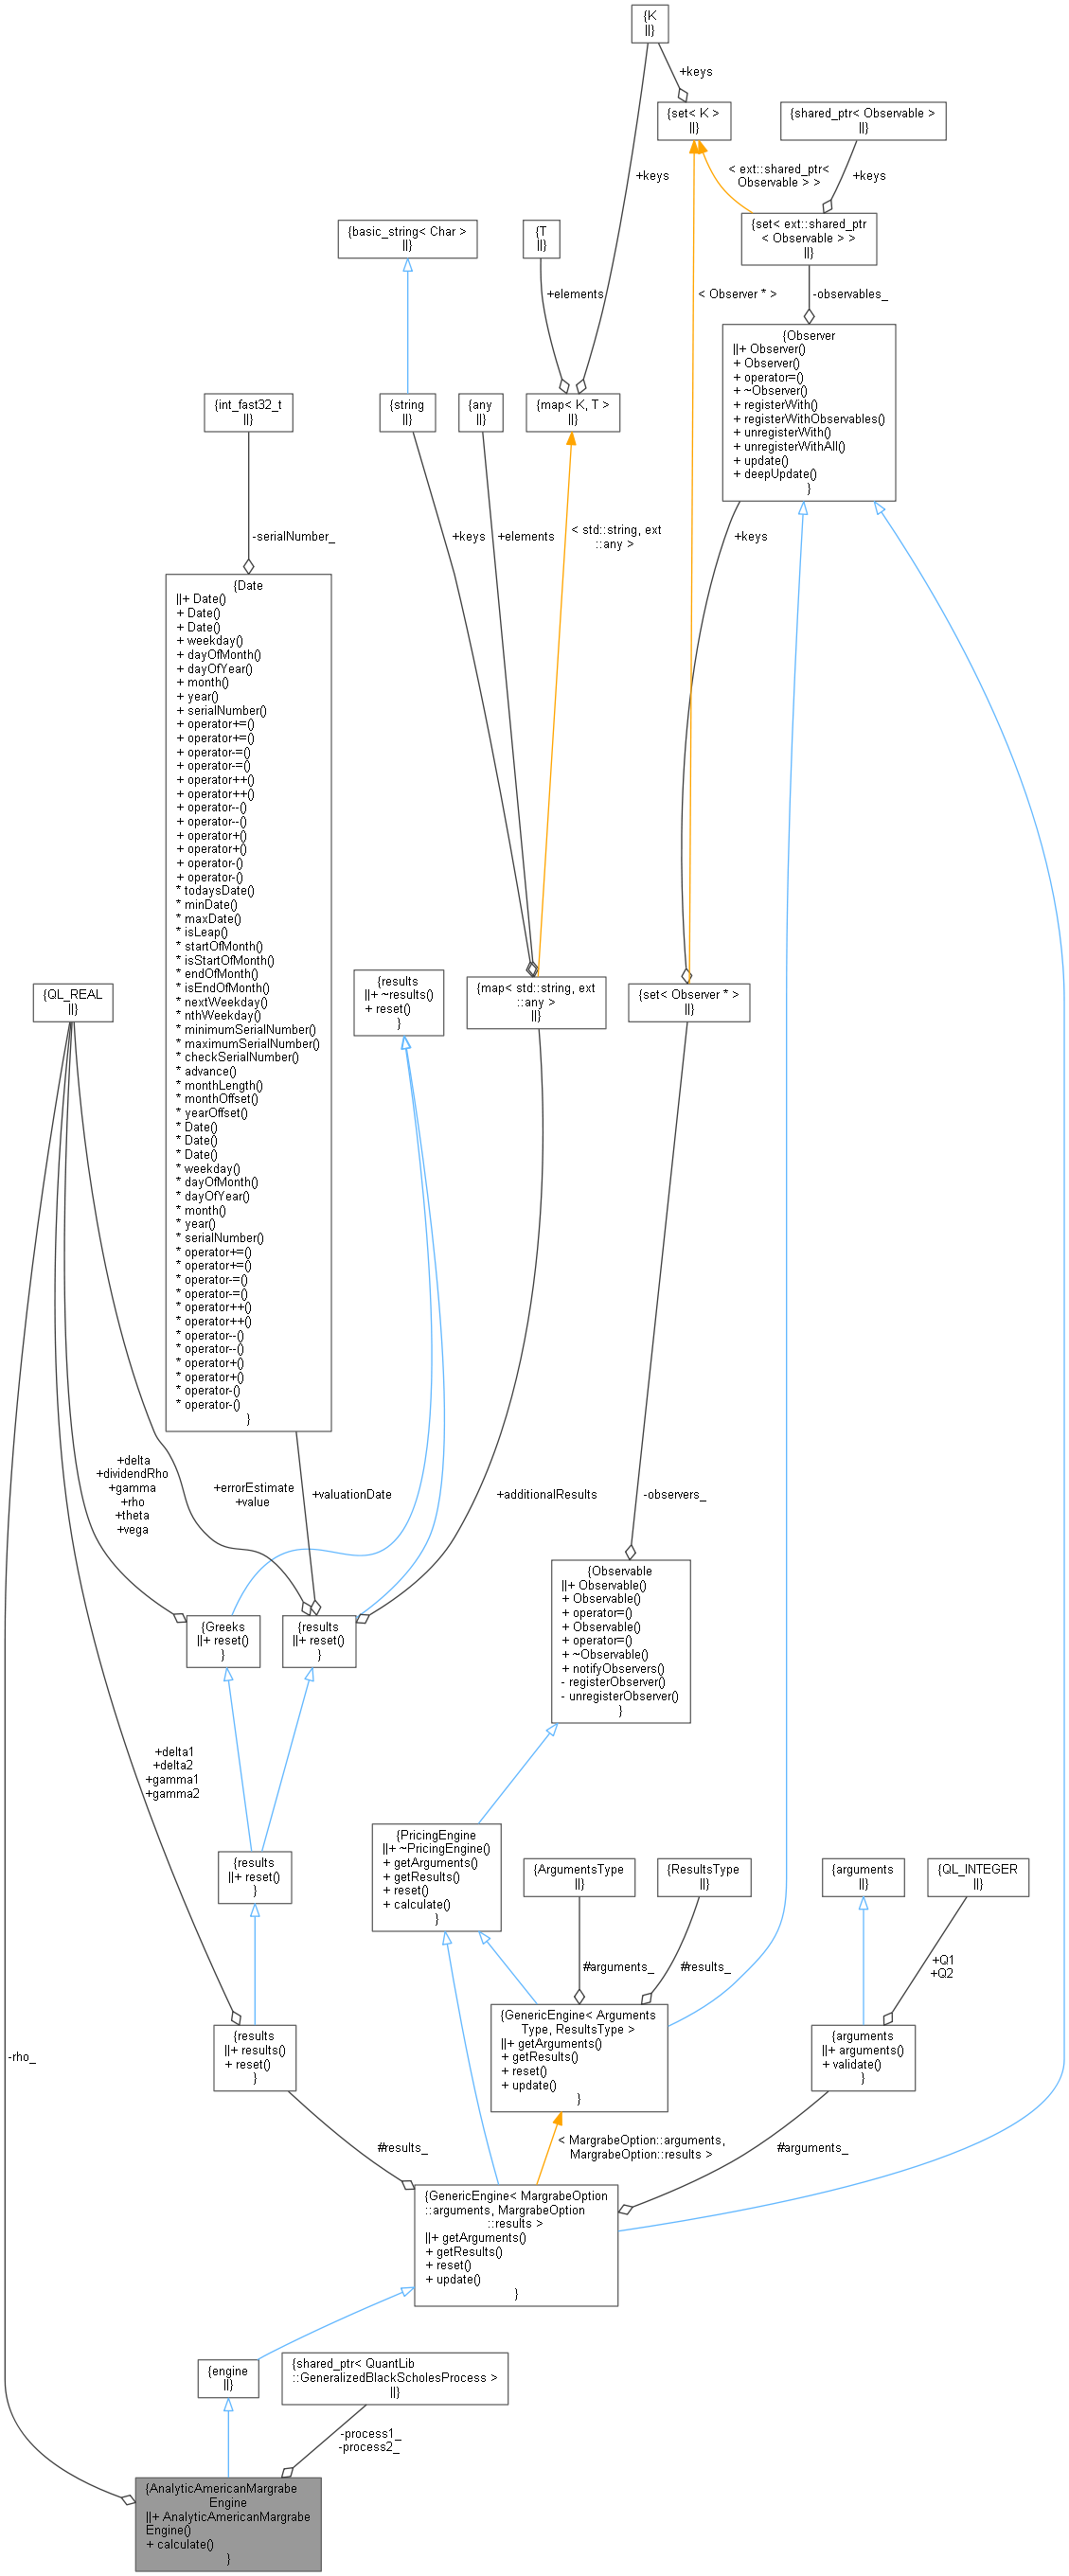 {K
||}
+keys
{set< K >
||}
{shared_ptr< Observable >
||}
+keys
< ext::shared_ptr<
Observable > >
+keys
{basic_string< Char >
||}
{T
||}
{set< ext::shared_ptr
< Observable > >
||}
+elements
< Observer * >
-observables_
{Observer
||+ Observer()
+ Observer()
+ operator=()
+ ~Observer()
+ registerWith()
+ registerWithObservables()
+ unregisterWith()
+ unregisterWithAll()
+ update()
+ deepUpdate()
}
{int_fast32_t
||}
{string
||}
{any
||}
{map< K, T >
||}
-serialNumber_
+keys
+elements
< std::string, ext
::any >
+keys
{Date
||+ Date()
+ Date()
+ Date()
+ weekday()
+ dayOfMonth()
+ dayOfYear()
+ month()
+ year()
+ serialNumber()
+ operator+=()
+ operator+=()
+ operator-=()
+ operator-=()
+ operator++()
+ operator++()
+ operator--()
+ operator--()
+ operator+()
+ operator+()
+ operator-()
+ operator-()
* todaysDate()
* minDate()
* maxDate()
* isLeap()
* startOfMonth()
* isStartOfMonth()
* endOfMonth()
* isEndOfMonth()
* nextWeekday()
* nthWeekday()
* minimumSerialNumber()
* maximumSerialNumber()
* checkSerialNumber()
* advance()
* monthLength()
* monthOffset()
* yearOffset()
* Date()
* Date()
* Date()
* weekday()
* dayOfMonth()
* dayOfYear()
* month()
* year()
* serialNumber()
* operator+=()
* operator+=()
* operator-=()
* operator-=()
* operator++()
* operator++()
* operator--()
* operator--()
* operator+()
* operator+()
* operator-()
* operator-()
}
{QL_REAL
||}
{results
||+ ~results()
+ reset()
}
{map< std::string, ext
::any >
||}
{set< Observer * >
||}
+delta
+dividendRho
+gamma
+rho
+theta
+vega
+errorEstimate
+value
+valuationDate
+additionalResults
-observers_
{Observable
||+ Observable()
+ Observable()
+ operator=()
+ Observable()
+ operator=()
+ ~Observable()
+ notifyObservers()
- registerObserver()
- unregisterObserver()
}
{Greeks
||+ reset()
}
{results
||+ reset()
}
+delta1
+delta2
+gamma1
+gamma2
{PricingEngine
||+ ~PricingEngine()
+ getArguments()
+ getResults()
+ reset()
+ calculate()
}
{results
||+ reset()
}
{ArgumentsType
||}
{ResultsType
||}
{arguments
||}
{QL_INTEGER
||}
#arguments_
#results_
+Q1
+Q2
{GenericEngine< Arguments
Type, ResultsType >
||+ getArguments()
+ getResults()
+ reset()
+ update()
}
{results
||+ results()
+ reset()
}
{arguments
||+ arguments()
+ validate()
}
-rho_
#results_
< MargrabeOption::arguments,
MargrabeOption::results >
#arguments_
{GenericEngine< MargrabeOption
::arguments, MargrabeOption
::results >
||+ getArguments()
+ getResults()
+ reset()
+ update()
}
{engine
||}
{shared_ptr< QuantLib
::GeneralizedBlackScholesProcess >
||}
-process1_
-process2_
{AnalyticAmericanMargrabe
Engine
||+ AnalyticAmericanMargrabe
Engine()
+ calculate()
}